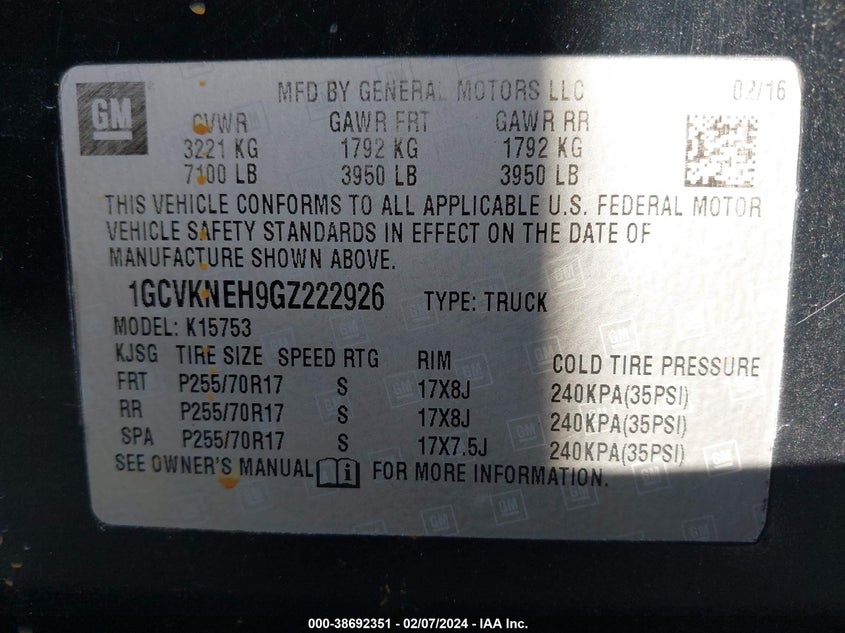 GM MFD BY GENERAL MOTORS LLC 02/16
GVWR GAWR FRT GAWR RR
3221 KG 1792 KG 1792 KG
7100 LB 3950 LB 3950 LB
THIS VEHICLE CONFORMS TO ALL APPLICABLE U.S. FEDERAL MOTOR
VEHICLE SAFETY STANDARDS IN EFFECT ON THE DATE OF
MANUFACTURE SHOWN ABOVE.
1GCVKNEH9GZ222926 TYPE: TRUCK
MODEL: K15753
KJSG TIRE SIZE SPEED RTG RIM COLD TIRE PRESSURE
FRT P255/70R17 S 17X8J 240KPA(35PSI)
RR P255/70R17 S 17X8J 240KPA(35PSI)
SPA P255/70R17 S 17X7.5J 240KPA(35PSI)
SEE OWNER'S MANUAL FOR MORE INFORMATION.
000-38692351 - 02/07/2024 - IAA Inc.